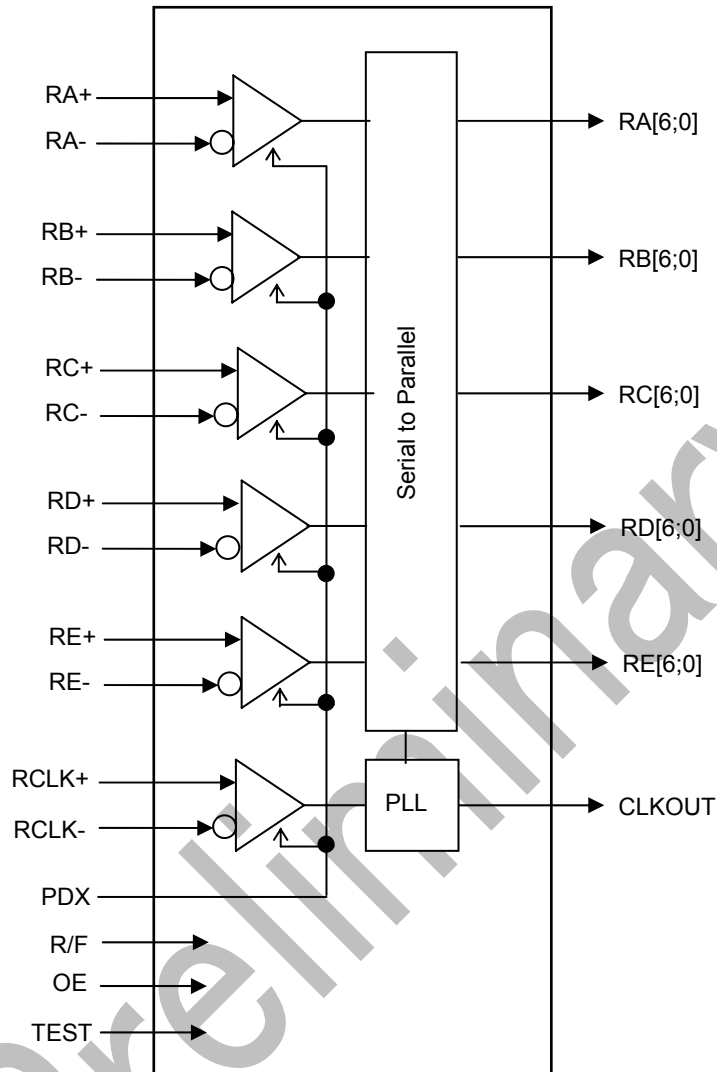 RA+
RA-
RA[6;0]
RB+
RB-
RB[6;0]
RC+
RC-
RC[6;0]
Serial to Parallel
RD+
RD-
RD[6;0]
RE+
RE-
RE[6;0]
RCLK+
RCLK-
PLL
CLKOUT
PDX
R/F
OE
TEST
Preliminary